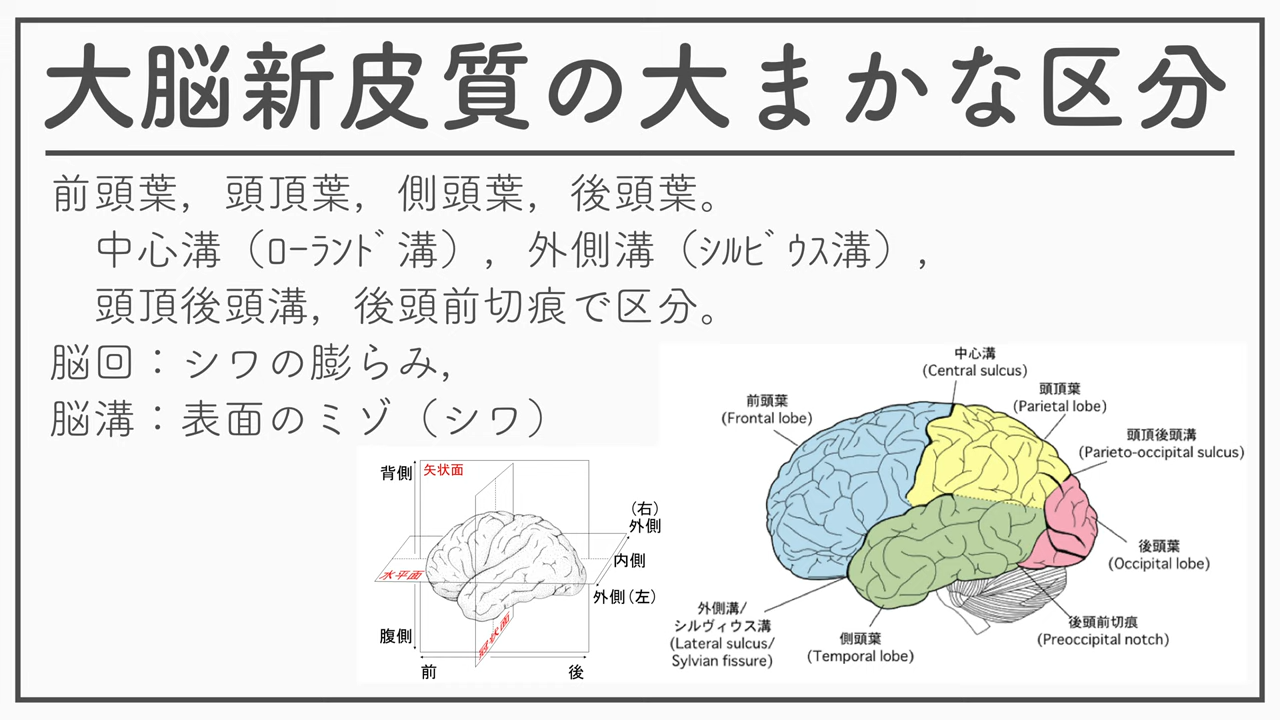 大脳新皮質の大まかな区分
前頭葉，頭頂葉，側頭葉，後頭葉。
中心溝（ﾛｰﾗﾝﾄﾞ溝），外側溝（ｼﾙﾋﾞｳｽ溝），
頭頂後頭溝，後頭前切痕で区分。
脳回：シワの膨らみ，
脳溝：表面のミゾ（シワ）
背側
矢状面
(右)
外側
内側
水平面
外側(左)
冠状面
腹側
前
後
中心溝
(Central sulcus)
前頭葉
(Frontal lobe)
頭頂葉
(Parietal lobe)
頭頂後頭溝
(Parieto-occipital sulcus)
後頭葉
(Occipital lobe)
外側溝/
シルヴィウス溝
(Lateral sulcus/
Sylvian fissure)
側頭葉
(Temporal lobe)
後頭前切痕
(Preoccipital notch)